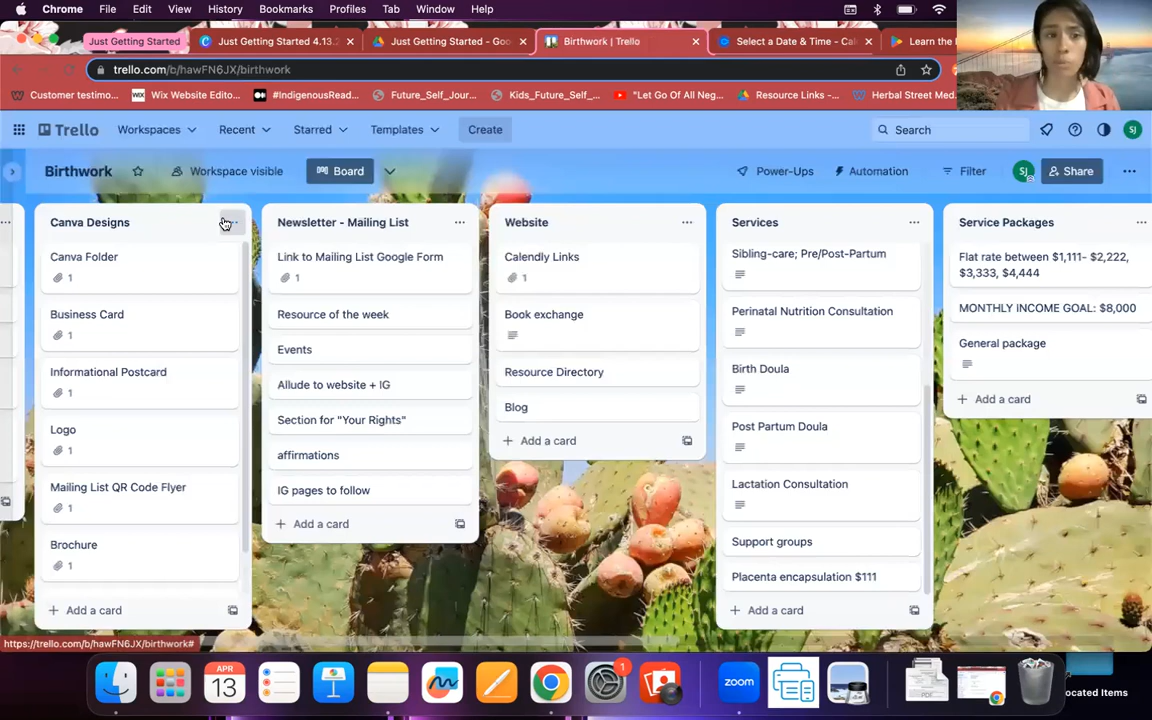 Chrome File Edit View History Bookmarks Profiles Tab Window Help
Just Getting Started
Just Getting Started 4.13.2
Just Getting Started - Goo
Birthwork | Trello
Select a Date & Time - Cal
Learn the
trello.com/b/hawFN6JX/birthwork
Customer testimo...
WIX
Wix Website Edito...
#IndigenousRead...
Future_Self_Jour...
Kids_Future_Self_...
"Let Go Of All Neg...
Resource Links -...
Herbal Street Med...
Trello
Workspaces
Recent
Starred
Templates
Create
Search
SJ
Birthwork
Workspace visible
Board
Power-Ups
Automation
Filter
SJ
Share
Canva Designs
Canva Folder
1
Business Card
1
Informational Postcard
1
Logo
1
Mailing List QR Code Flyer
1
Brochure
1
+ Add a card
Newsletter - Mailing List
Link to Mailing List Google Form
1
Resource of the week
Events
Allude to website + IG
Section for "Your Rights"
affirmations
IG pages to follow
+ Add a card
Website
Calendly Links
1
Book exchange
Resource Directory
Blog
+ Add a card
Services
Sibling-care; Pre/Post-Partum
Perinatal Nutrition Consultation
Birth Doula
Post Partum Doula
Lactation Consultation
Support groups
Placenta encapsulation $111
+ Add a card
Service Packages
Flat rate between $1,111- $2,222,
$3,333, $4,444
MONTHLY INCOME GOAL: $8,000
General package
+ Add a card
https://trello.com/b/hawFN6JX/birthwork#
APR
13
1
zoom
PDF
ocated Items